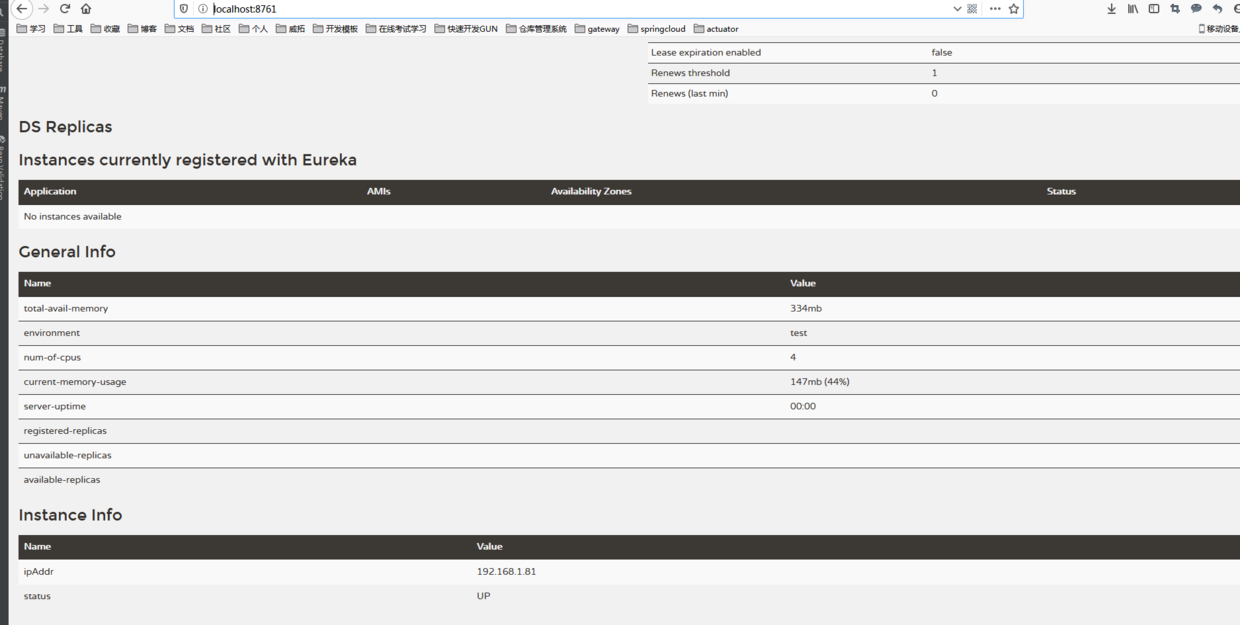 localhost:8761
学习 工具 收藏 博客 文档 社区 个人 威拓 开发模板 在线考试学习 快速开发GUN 仓库管理系统 gateway springcloud actuator
Lease expiration enabled false
Renews threshold 1
Renews (last min) 0
DS Replicas
Instances currently registered with Eureka
Application AMIs Availability Zones Status
No instances available
General Info
Name Value
total-avail-memory 334mb
environment test
num-of-cpus 4
current-memory-usage 147mb (44%)
server-uptime 00:00
registered-replicas
unavailable-replicas
available-replicas
Instance Info
Name Value
ipAddr 192.168.1.81
status UP